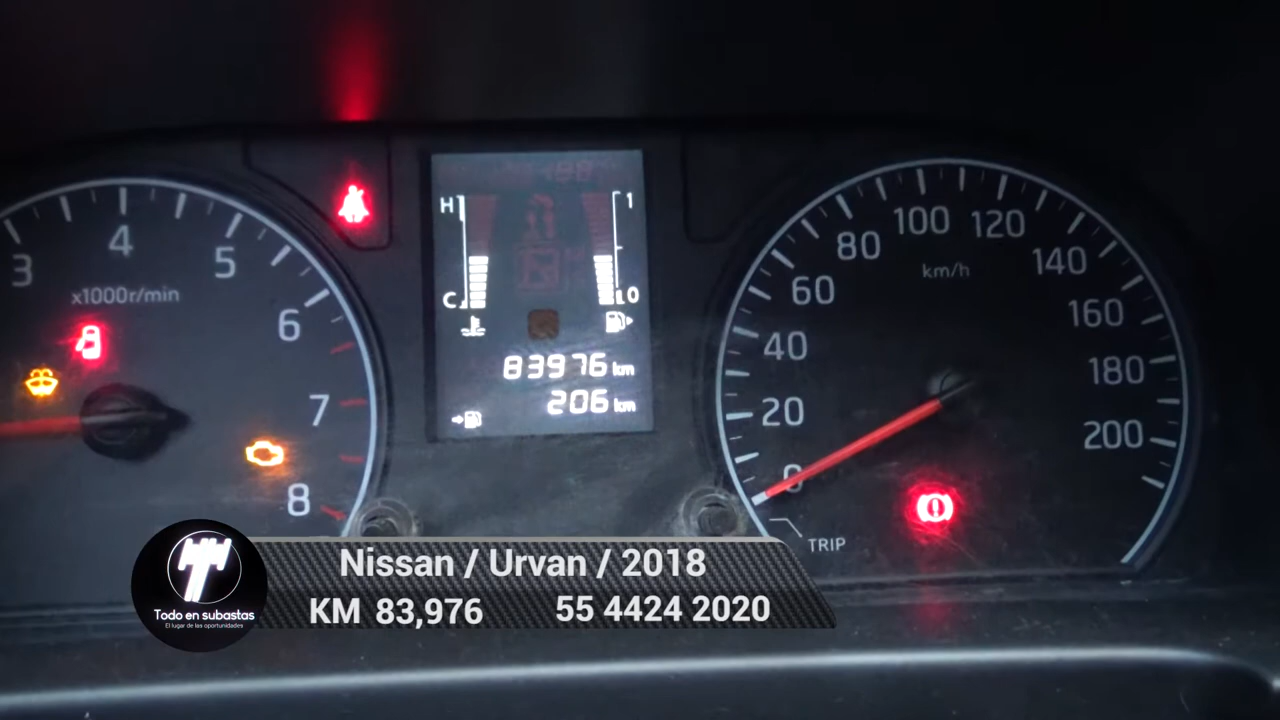 3
4
5
6
7
8
x1000r/min
H
C
1
0
83976 km
206 km
0
20
40
60
80
100
120
140
160
180
200
km/h
TRIP
Nissan / Urvan / 2018
KM 83,976
55 4424 2020
Todo en subastas
El lugar de las oportunidades